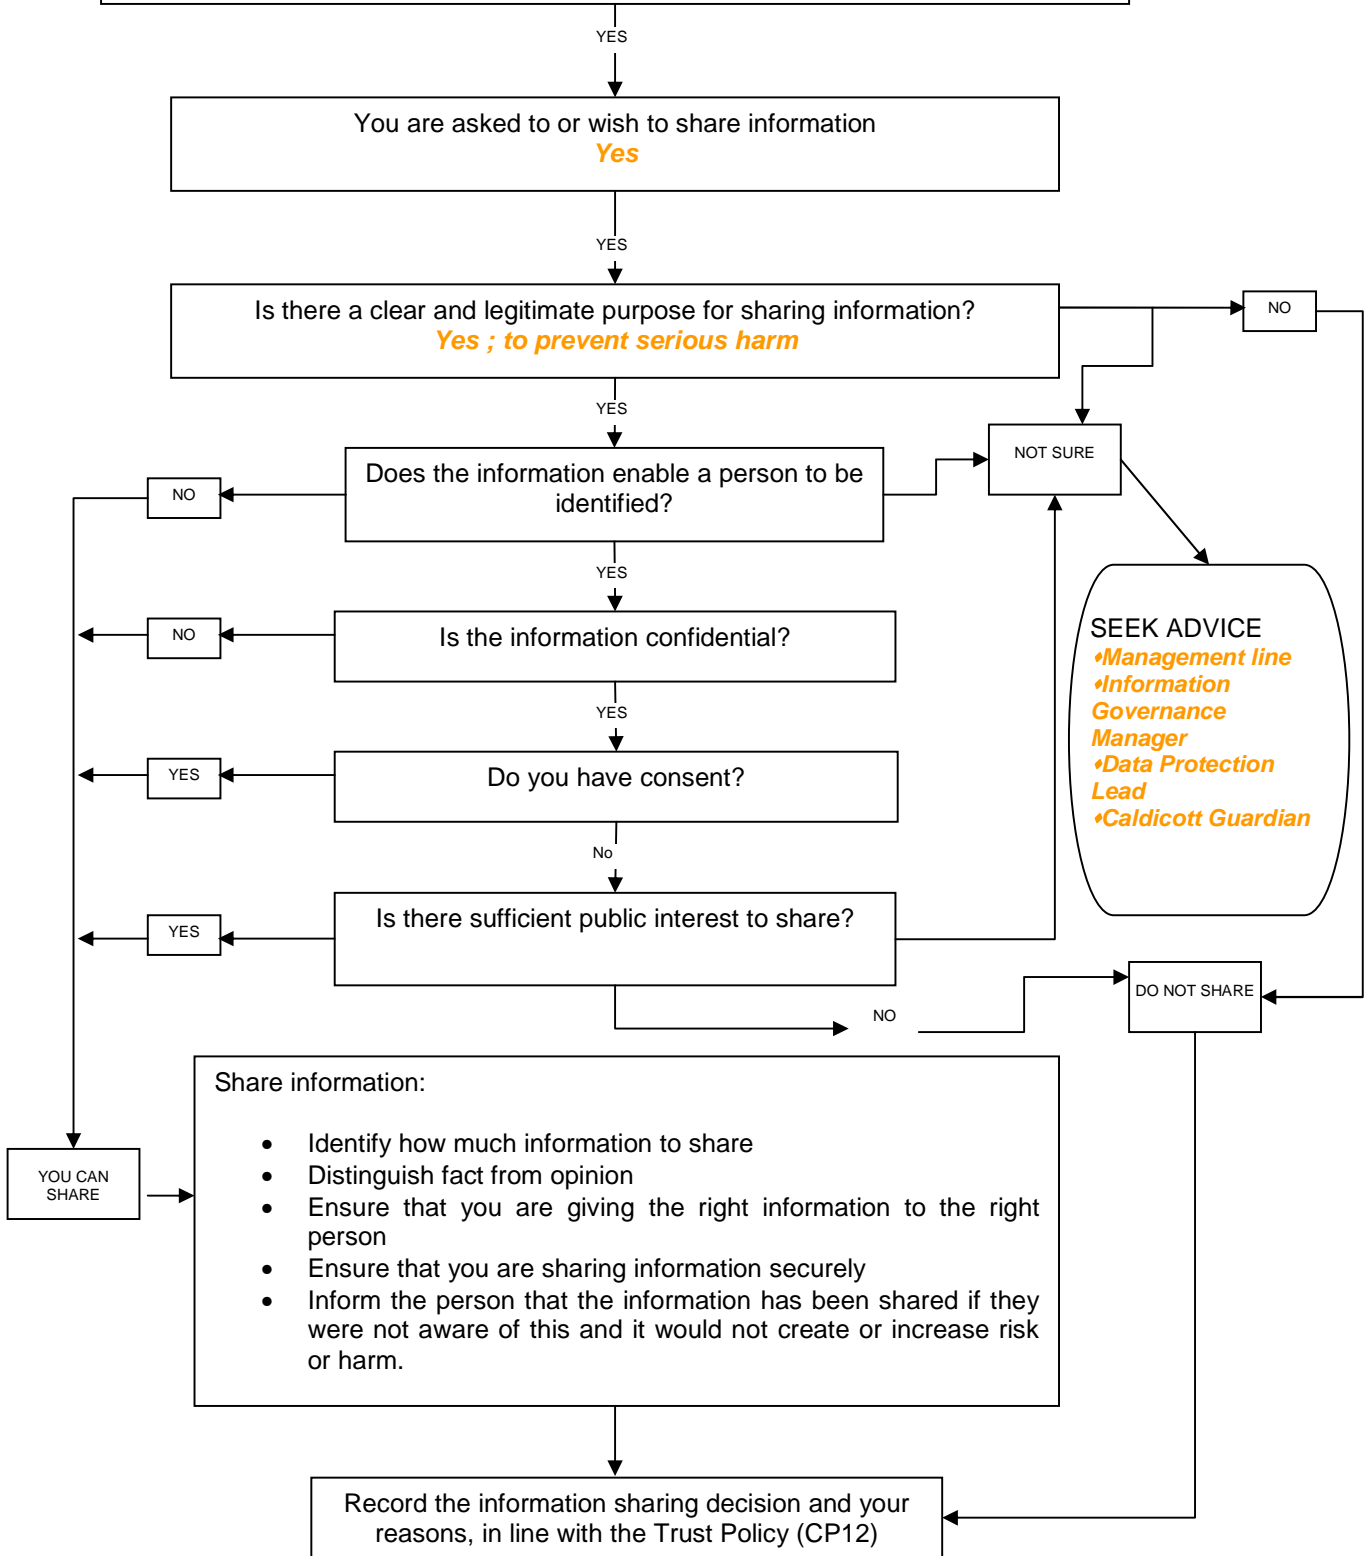 YES
You are asked to or wish to share information
Yes
YES
Is there a clear and legitimate purpose for sharing information?
Yes ; to prevent serious harm
NO
YES
NOT SURE
Does the information enable a person to be
identified?
NO
YES
Is the information confidential?
NO
SEEK ADVICE
♦Management line
♦Information
Governance
Manager
♦Data Protection
Lead
♦Caldicott Guardian
YES
Do you have consent?
YES
No
Is there sufficient public interest to share?
YES
NO
DO NOT SHARE
Share information:
• Identify how much information to share
• Distinguish fact from opinion
• Ensure that you are giving the right information to the right
person
• Ensure that you are sharing information securely
• Inform the person that the information has been shared if they
were not aware of this and it would not create or increase risk
or harm.
YOU CAN
SHARE
Record the information sharing decision and your
reasons, in line with the Trust Policy (CP12)